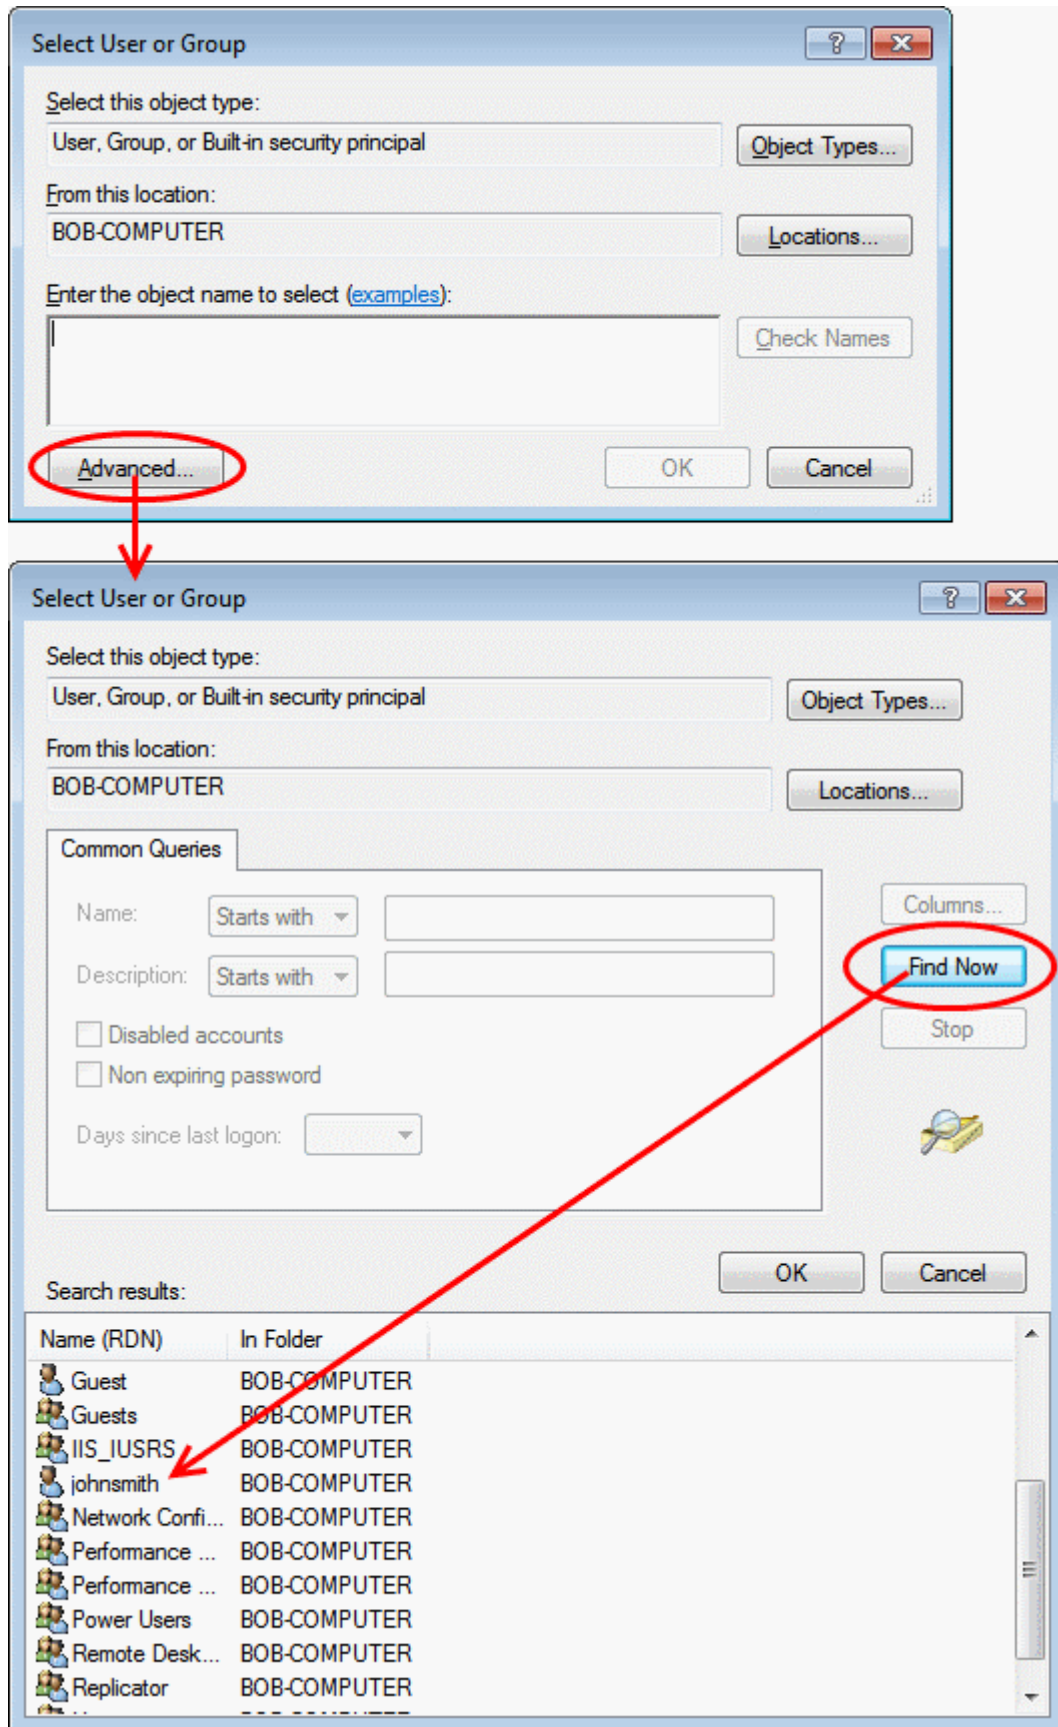 Select User or Group
Select this object type:
User, Group, or Built-in security principal
Object Types...
From this location:
BOB-COMPUTER
Locations...
Enter the object name to select (examples):
Check Names
Advanced...
OK
Cancel
Select User or Group
Select this object type:
User, Group, or Built-in security principal
Object Types...
From this location:
BOB-COMPUTER
Locations...
Common Queries
Name: Starts with
Columns...
Description: Starts with
Find Now
Disabled accounts
Stop
Non expiring password
Days since last logon:
OK
Cancel
Search results:
Name (RDN) In Folder
Guest BOB-COMPUTER
Guests BOB-COMPUTER
IIS_IUSRS BOB-COMPUTER
johnsmith BOB-COMPUTER
Network Confi... BOB-COMPUTER
Performance ... BOB-COMPUTER
Performance ... BOB-COMPUTER
Power Users BOB-COMPUTER
Remote Desk... BOB-COMPUTER
Replicator BOB-COMPUTER